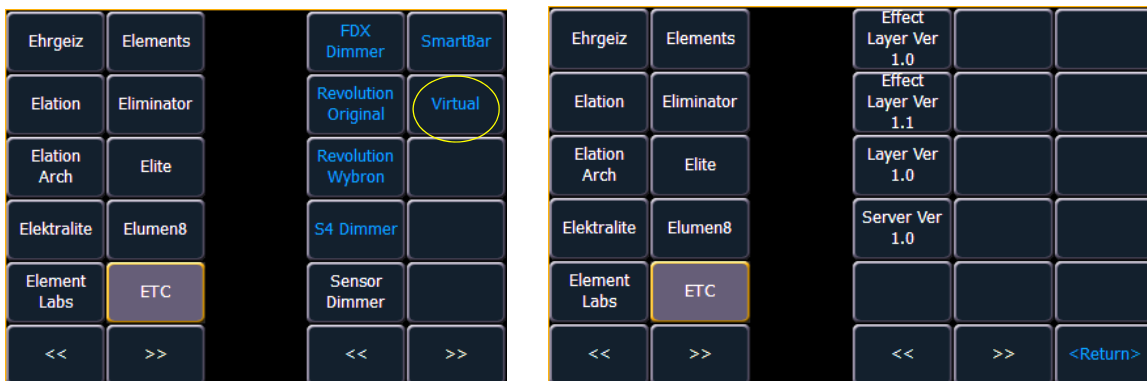 Ehrgeiz
Elements
FDX
Dimmer
SmartBar
Elation
Eliminator
Revolution
Original
Virtual
Elation
Arch
Elite
Revolution
Wybron
Elektralite
Elumen8
S4 Dimmer
Element
Labs
ETC
Sensor
Dimmer
<<
>>
<<
>>
Ehrgeiz
Elements
Effect
Layer Ver
1.0
Elation
Eliminator
Effect
Layer Ver
1.1
Elation
Arch
Elite
Layer Ver
1.0
Elektralite
Elumen8
Server Ver
1.0
Element
Labs
ETC
<<
>>
<<
>>
<Return>